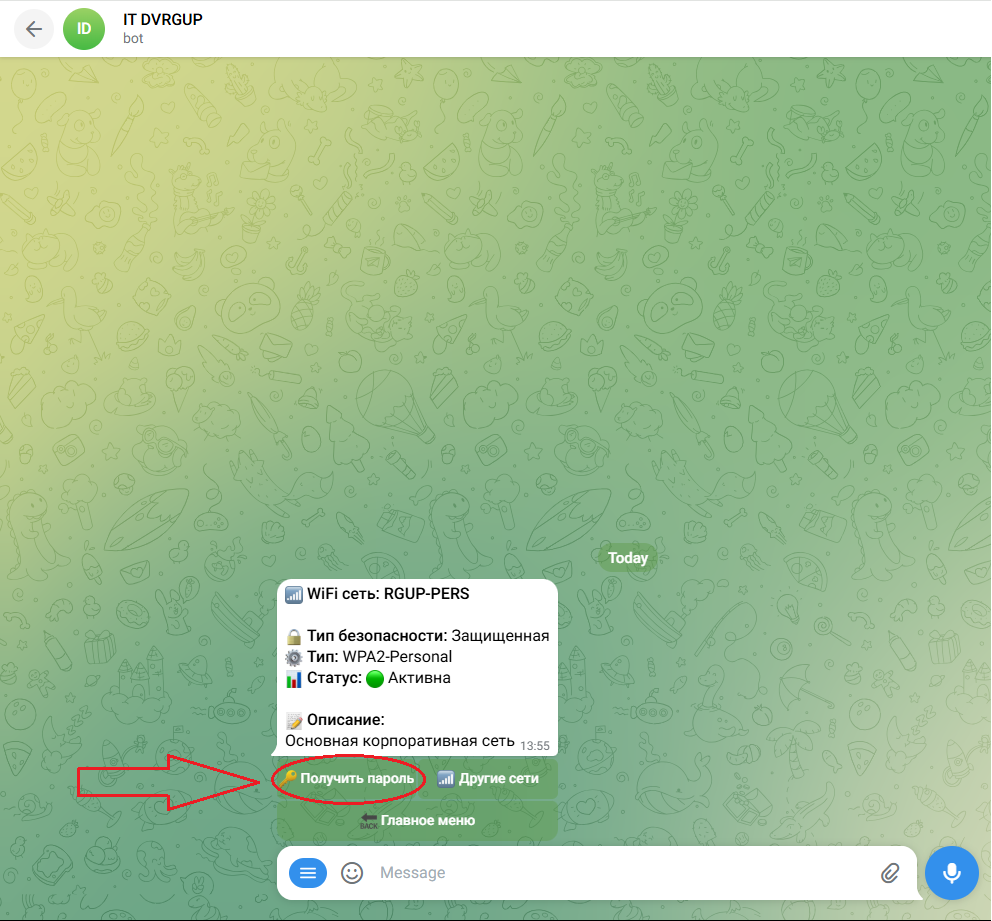 ID
IT DVRGUP
bot
Today
WiFi сеть: RGUP-PERS
Тип безопасности: Защищенная
Тип: WPA2-Personal
Статус: Активна
Описание:
Основная корпоративная сеть 13:55
Получить пароль
Другие сети
BACK Главное меню
Message